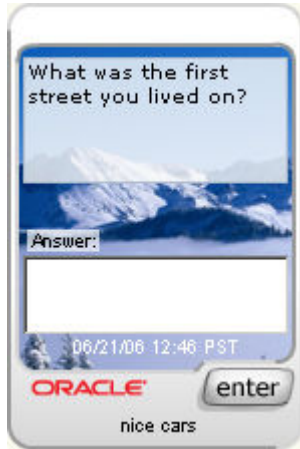 What was the first
street you lived on?
Answer:
06/21/06 12:46 PST
ORACLE
enter
nice cars